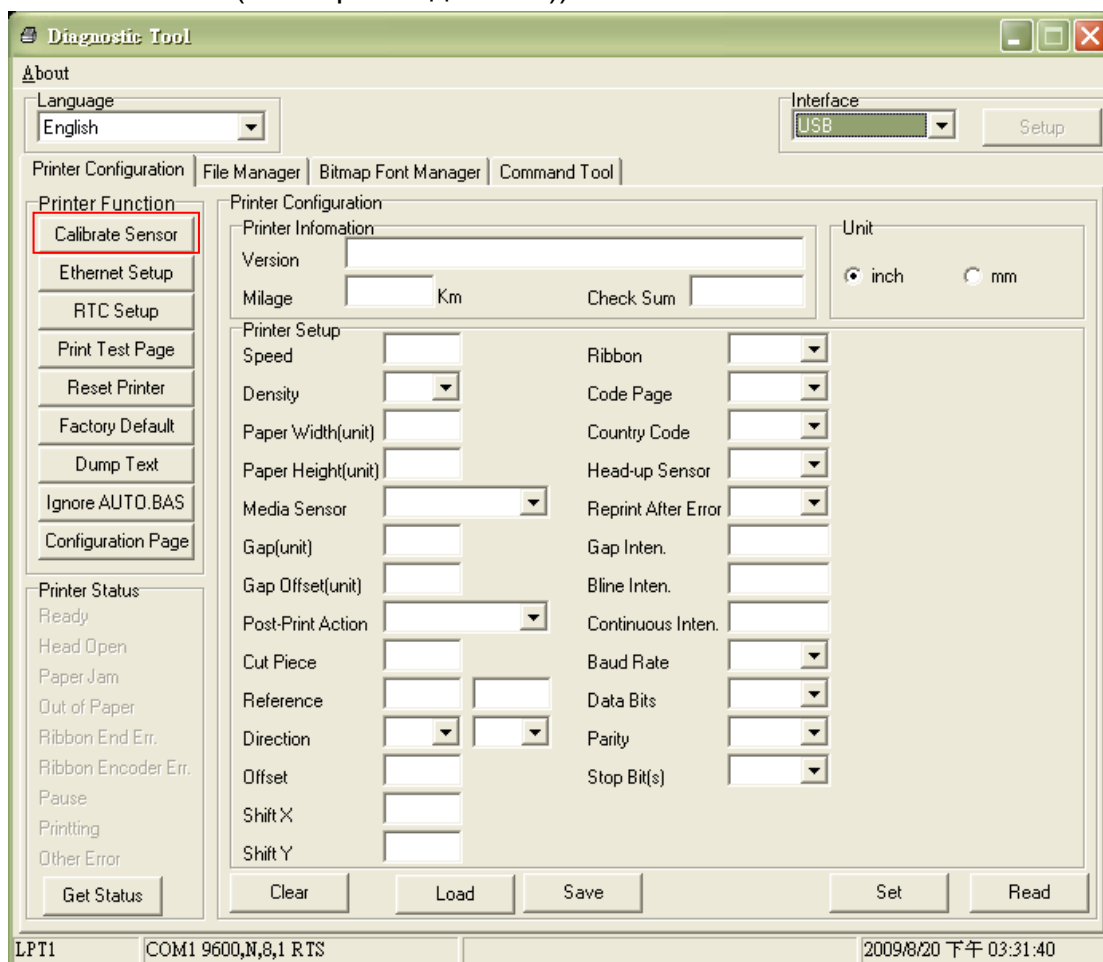 Diagnostic Tool
About
Language
English
Interface
USB
Setup
Printer Configuration
File Manager
Bitmap Font Manager
Command Tool
Printer Function
Calibrate Sensor
Ethernet Setup
RTC Setup
Print Test Page
Reset Printer
Factory Default
Dump Text
Ignore AUTO.BAS
Configuration Page
Printer Status
Ready
Head Open
Paper Jam
Out of Paper
Ribbon End Err.
Ribbon Encoder Err.
Pause
Printting
Other Error
Get Status
Printer Configuration
Printer Infomation
Version
Milage
Km
Check Sum
Unit
inch
mm
Printer Setup
Speed
Density
Paper Width(unit)
Paper Height(unit)
Media Sensor
Gap(unit)
Gap Offset(unit)
Post-Print Action
Cut Piece
Reference
Direction
Offset
Shift X
Shift Y
Ribbon
Code Page
Country Code
Head-up Sensor
Reprint After Error
Gap Inten.
Bline Inten.
Continuous Inten.
Baud Rate
Data Bits
Parity
Stop Bit(s)
Clear
Load
Save
Set
Read
LPT1
COM1 9600,N,8,1 RTS
2009/8/20 下午 03:31:40